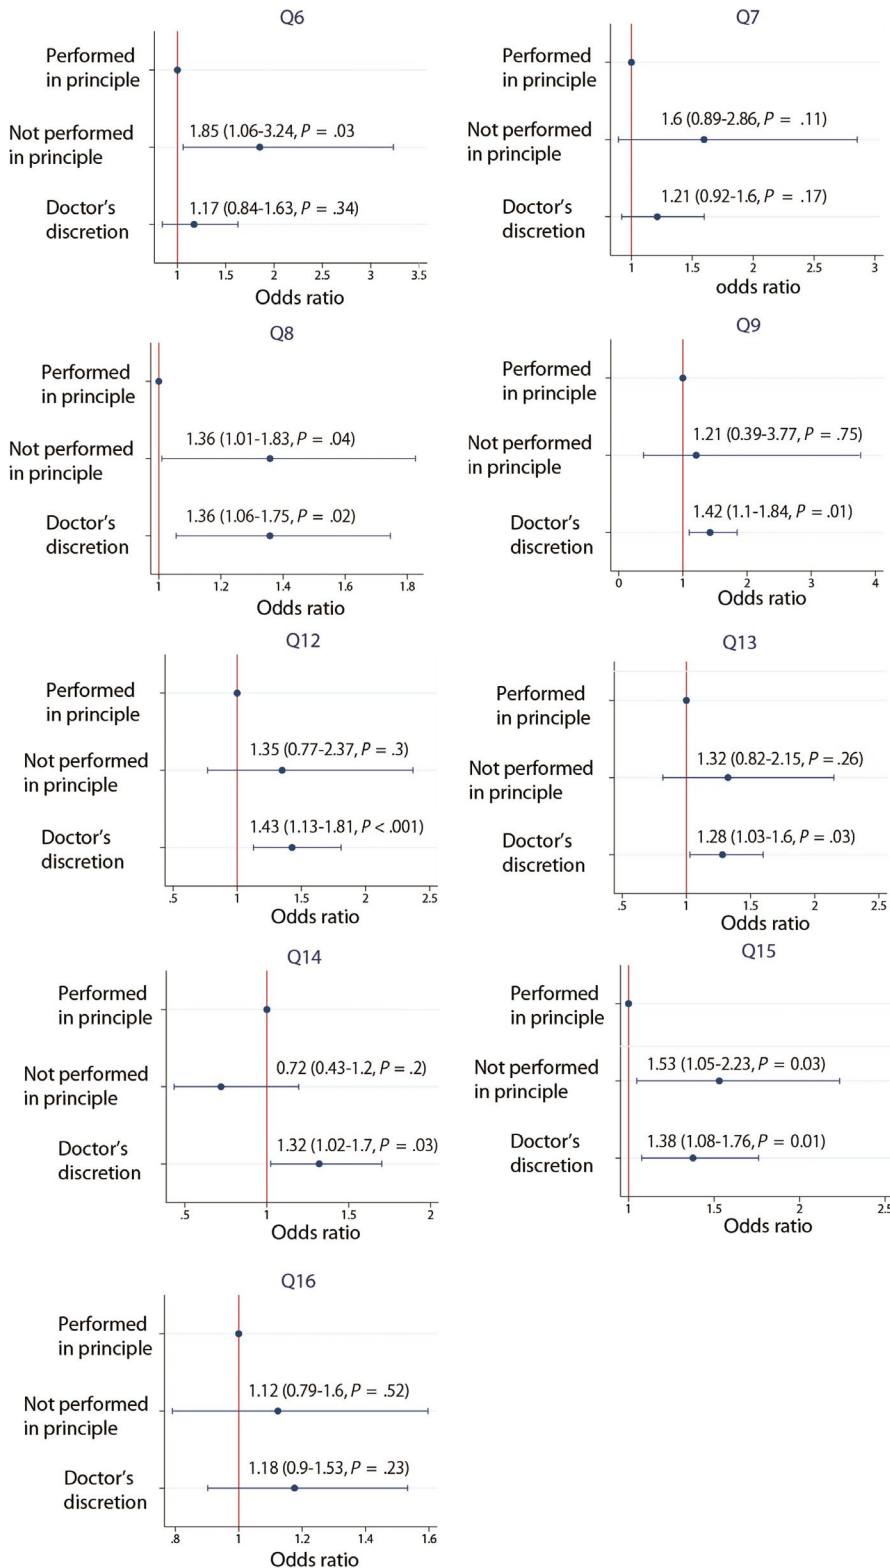 Q6
Performed
in principle
Not performed
in principle
1.85 (1.06-3.24, P = .03
Doctor's
discretion
1.17 (0.84-1.63, P = .34)
1 1.5 2 2.5 3 3.5
Odds ratio
Q7
Performed
in principle
Not performed
in principle
1.6 (0.89-2.86, P = .11)
Doctor's
discretion
1.21 (0.92-1.6, P = .17)
1 1.5 2 2.5 3
odds ratio
Q8
Performed
in principle
Not performed
in principle
1.36 (1.01-1.83, P = .04)
Doctor's
discretion
1.36 (1.06-1.75, P = .02)
1 1.2 1.4 1.6 1.8
Odds ratio
Q9
Performed
in principle
Not performed
in principle
1.21 (0.39-3.77, P = .75)
Doctor's
discretion
1.42 (1.1-1.84, P = .01)
0 1 2 3 4
Odds ratio
Q12
Performed
in principle
Not performed
in principle
1.35 (0.77-2.37, P = .3)
Doctor's
discretion
1.43 (1.13-1.81, P < .001)
.5 1 1.5 2 2.5
Odds ratio
Q13
Performed
in principle
Not performed
in principle
1.32 (0.82-2.15, P = .26)
Doctor's
discretion
1.28 (1.03-1.6, P = .03)
.5 1 1.5 2 2.5
Odds ratio
Q14
Performed
in principle
Not performed
in principle
0.72 (0.43-1.2, P = .2)
Doctor's
discretion
1.32 (1.02-1.7, P = .03)
.5 1 1.5 2
Odds ratio
Q15
Performed
in principle
Not performed
in principle
1.53 (1.05-2.23, P = 0.03)
Doctor's
discretion
1.38 (1.08-1.76, P = 0.01)
1 1.5 2 2.5
Odds ratio
Q16
Performed
in principle
Not performed
in principle
1.12 (0.79-1.6, P = .52)
Doctor's
discretion
1.18 (0.9-1.53, P = .23)
.8 1 1.2 1.4 1.6
Odds ratio